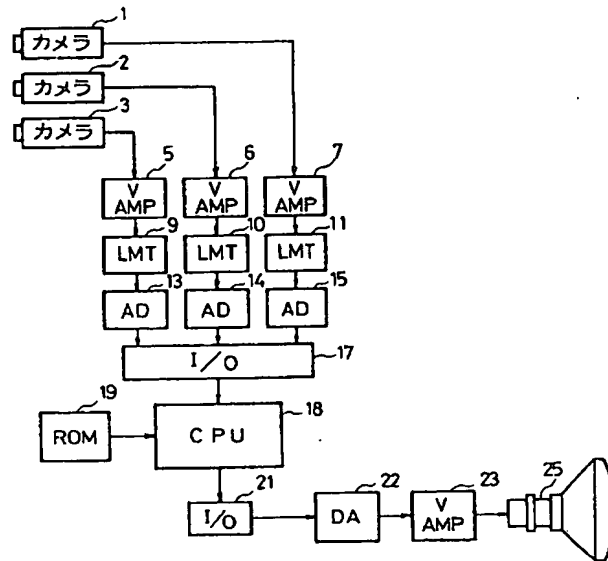 1
カメラ
2
カメラ
3
カメラ
5
V
AMP
6
V
AMP
7
V
AMP
9
LMT
10
LMT
11
LMT
13
AD
14
AD
15
AD
I/O
17
19
ROM
18
CPU
21
I/O
22
DA
23
V
AMP
25